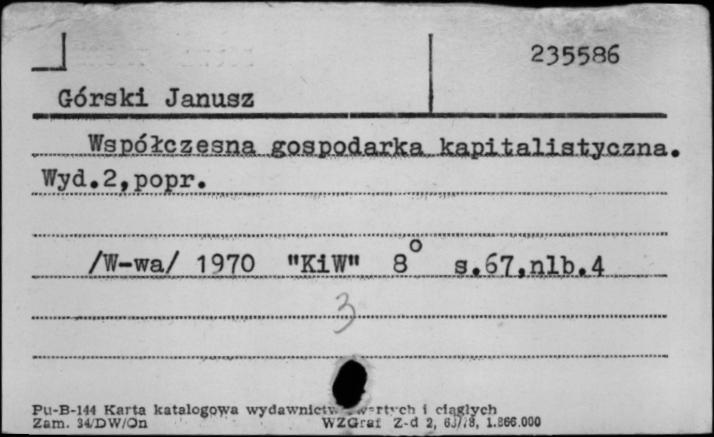 235586
Górski Janusz
Współczesna gospodarka kapitalistyczna.
Wyd.2,popr.
/W-wa/ 1970 "KiW" 8° s.67,nlb.4
3
Pu-B-144 Karta katalogowa wydawnictw i ciągłych
Zam. 34/DW/On WZGraf Z-d 2, 1.866.000